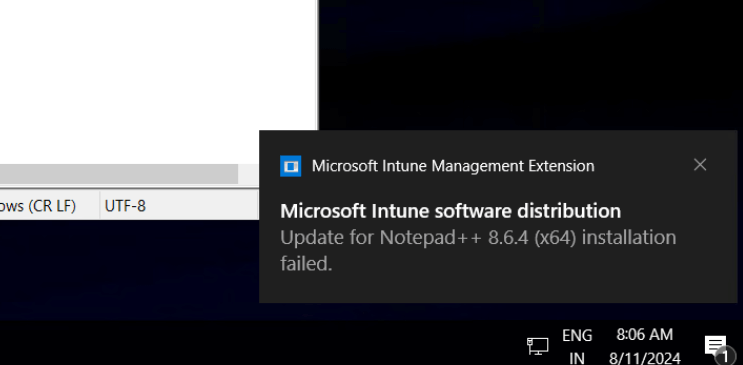 Microsoft Intune Management Extension
Microsoft Intune software distribution
Update for Notepad++ 8.6.4 (x64) installation
failed.
ows (CR LF) UTF-8
ENG 8:06 AM
IN 8/11/2024
1